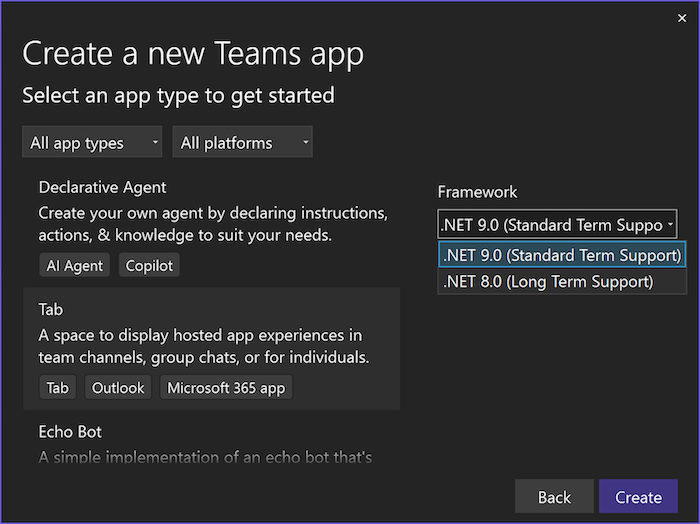 Create a new Teams app
Select an app type to get started
All app types
All platforms
Declarative Agent
Create your own agent by declaring instructions,
actions, & knowledge to suit your needs.
AI Agent
Copilot
Tab
A space to display hosted app experiences in
team channels, group chats, or for individuals.
Tab
Outlook
Microsoft 365 app
Echo Bot
A simple implementation of an echo bot that's
Framework
.NET 9.0 (Standard Term Suppo
.NET 9.0 (Standard Term Support)
.NET 8.0 (Long Term Support)
Back
Create